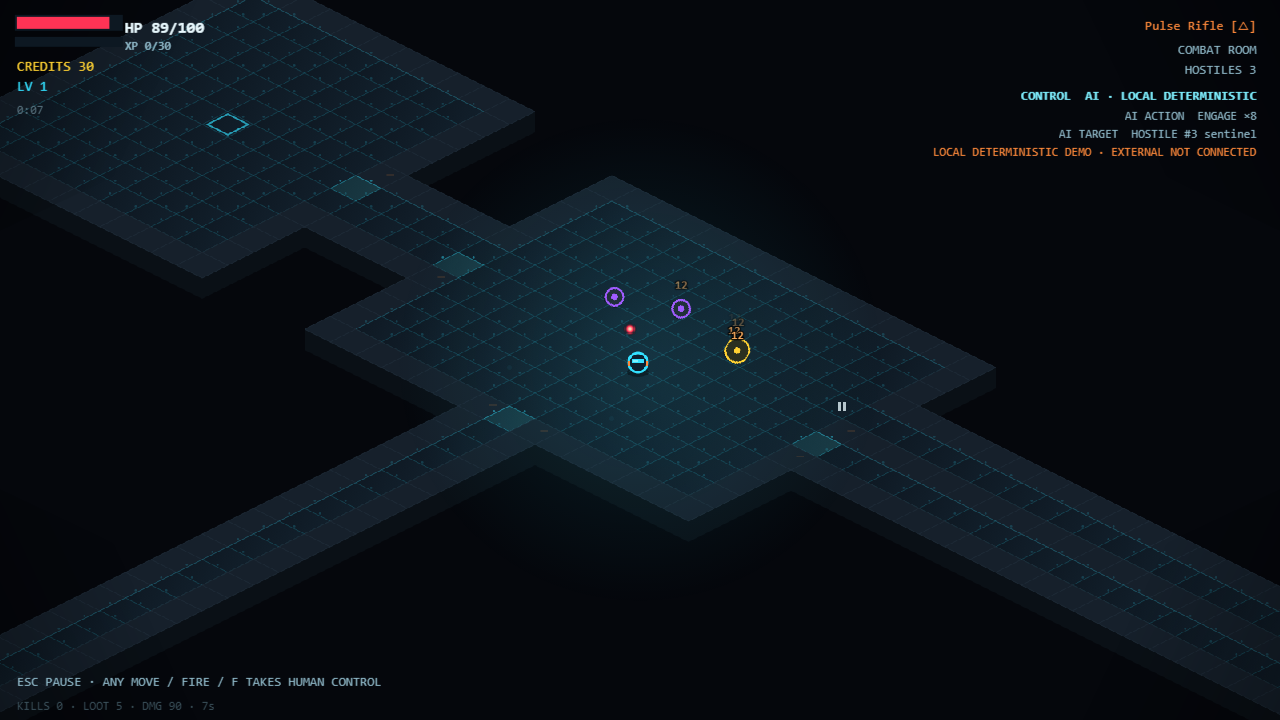 HP 89/100
XP 0/30
CREDITS 30
LV 1
0:07
Pulse Rifle [△]
COMBAT ROOM
HOSTILES 3
CONTROL AI · LOCAL DETERMINISTIC
AI ACTION ENGAGE ×8
AI TARGET HOSTILE #3 sentinel
LOCAL DETERMINISTIC DEMO · EXTERNAL NOT CONNECTED
12
12
12
12
ESC PAUSE · ANY MOVE / FIRE / F TAKES HUMAN CONTROL
KILLS 0 · LOOT 5 · DMG 90 · 7s